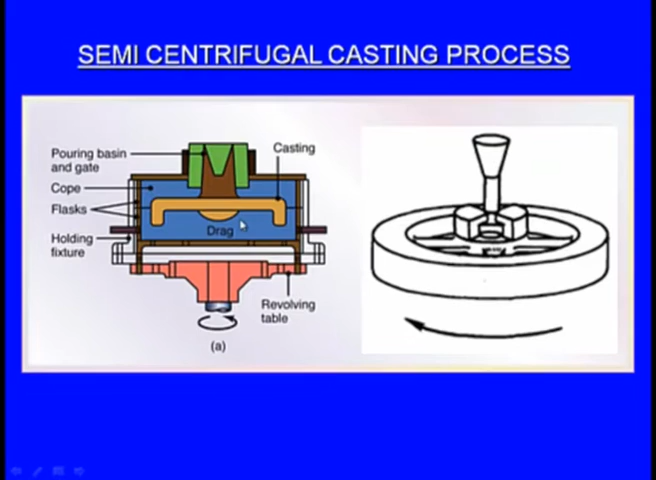 SEMI CENTRIFUGAL CASTING PROCESS
Pouring basin
and gate
Casting
Cope
Flasks
Drag
Holding
fixture
Revolving
table
(a)